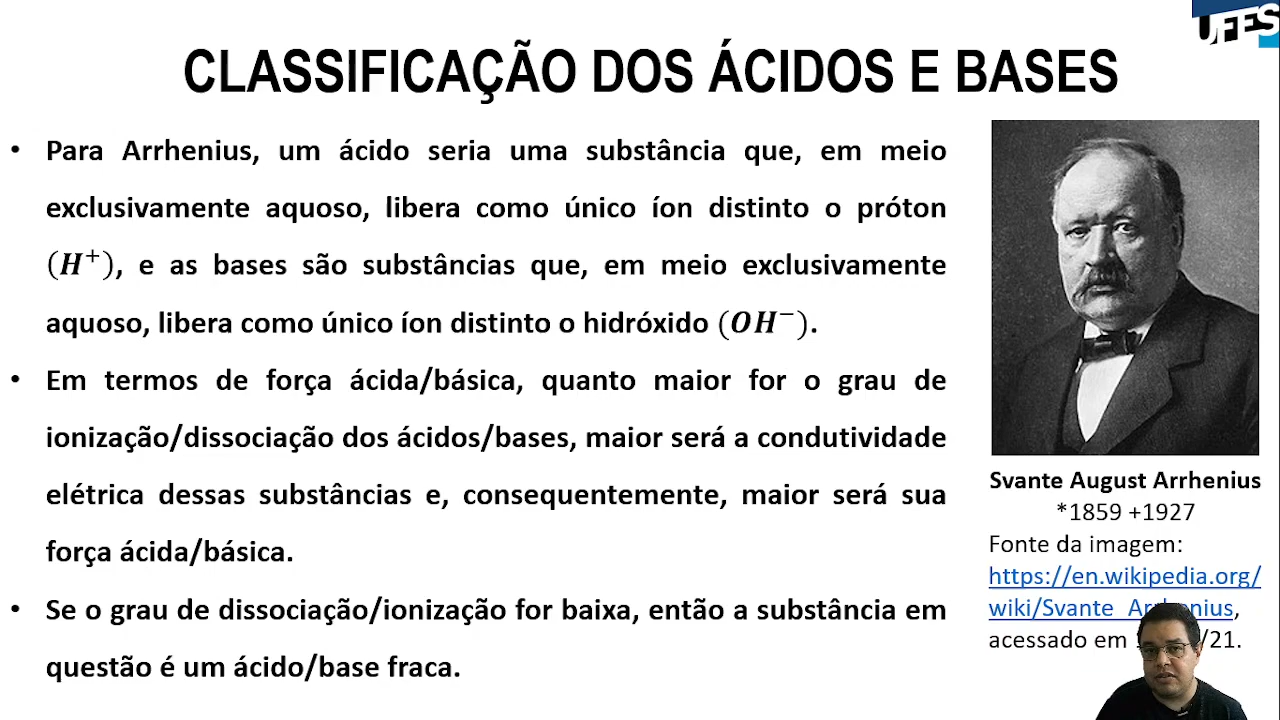 UFES
CLASSIFICAÇÃO DOS ÁCIDOS E BASES
• Para Arrhenius, um ácido seria uma substância que, em meio
exclusivamente aquoso, libera como único íon distinto o próton
(H⁺), e as bases são substâncias que, em meio exclusivamente
aquoso, libera como único íon distinto o hidróxido (OH⁻).
• Em termos de força ácida/básica, quanto maior for o grau de
ionização/dissociação dos ácidos/bases, maior será a condutividade
elétrica dessas substâncias e, consequentemente, maior será sua
força ácida/básica.
• Se o grau de dissociação/ionização for baixa, então a substância em
questão é um ácido/base fraca.
Svante August Arrhenius
*1859 +1927
Fonte da imagem:
https://en.wikipedia.org/
wiki/Svante_Arrhenius,
acessado em /21.